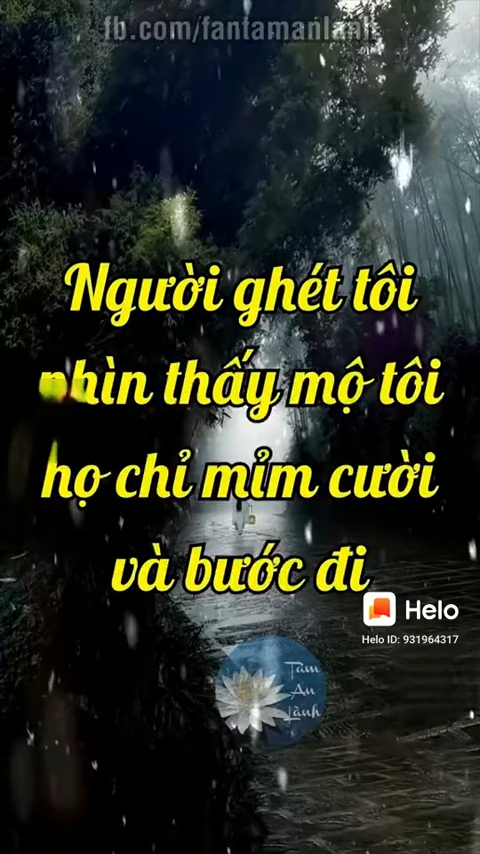 fb.com/fantamanlanh
Người ghét tôi
nhìn thấy mộ tôi
họ chỉ mỉm cười
và bước đi
Helo
Helo ID: 931964317
Tâm
An
Lành